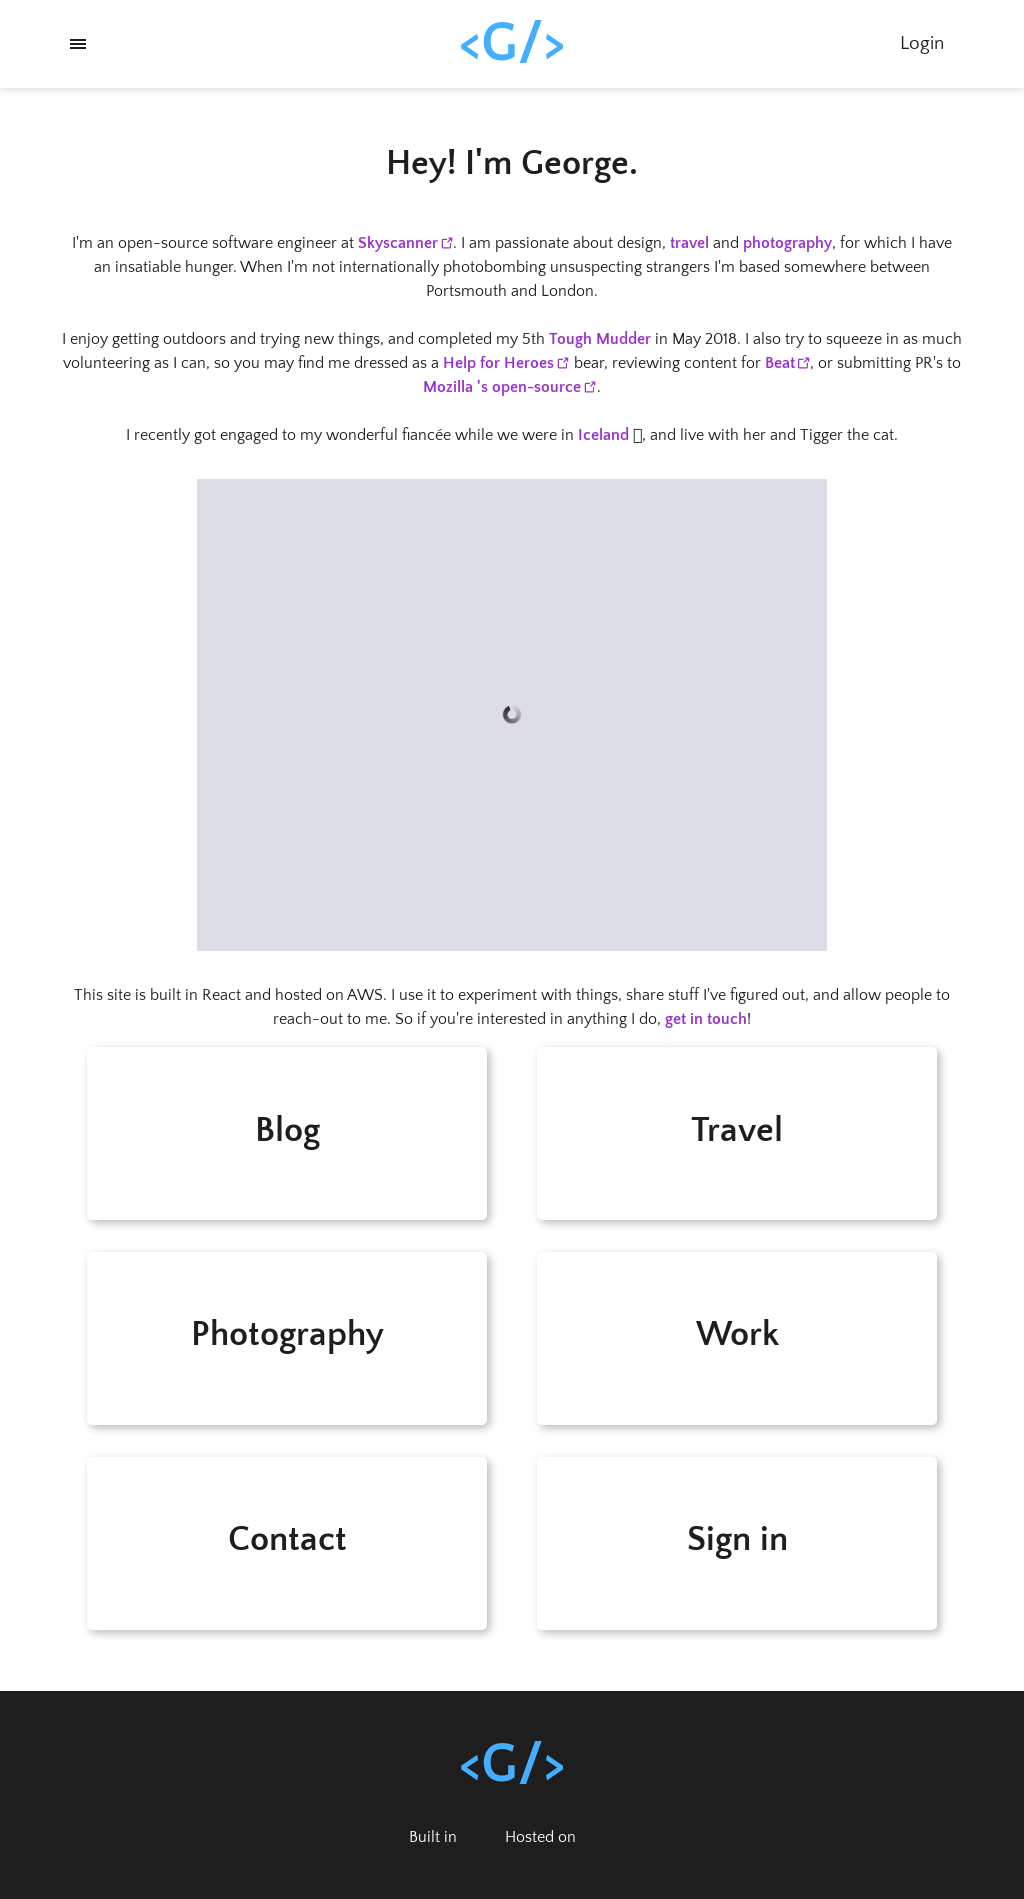 <G/>
Login
Hey! I'm George.
I'm an open-source software engineer at Skyscanner. I am passionate about design, travel and photography, for which I have
an insatiable hunger. When I'm not internationally photobombing unsuspecting strangers I'm based somewhere between
Portsmouth and London.
I enjoy getting outdoors and trying new things, and completed my 5th Tough Mudder in May 2018. I also try to squeeze in as much
volunteering as I can, so you may find me dressed as a Help for Heroes bear, reviewing content for Beat, or submitting PR's to
Mozilla 's open-source.
I recently got engaged to my wonderful fiancée while we were in Iceland , and live with her and Tigger the cat.
This site is built in React and hosted on AWS. I use it to experiment with things, share stuff I've figured out, and allow people to
reach-out to me. So if you're interested in anything I do, get in touch!
Blog
Travel
Photography
Work
Contact
Sign in
<G/>
Built in
Hosted on